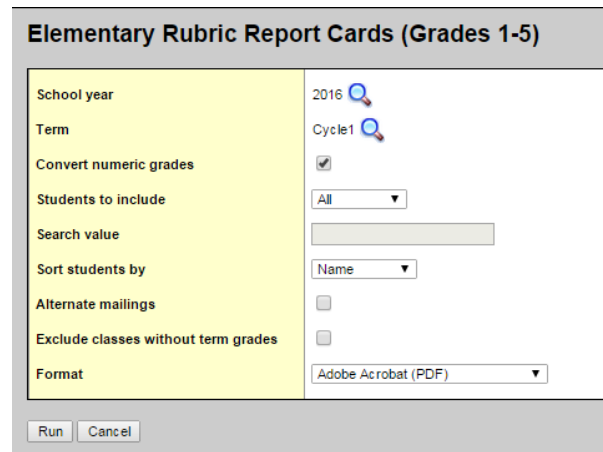 Elementary Rubric Report Cards (Grades 1-5)
School year 2016
Term Cycle1
Convert numeric grades
Students to include All
Search value
Sort students by Name
Alternate mailings
Exclude classes without term grades
Format Adobe Acrobat (PDF)
Run Cancel